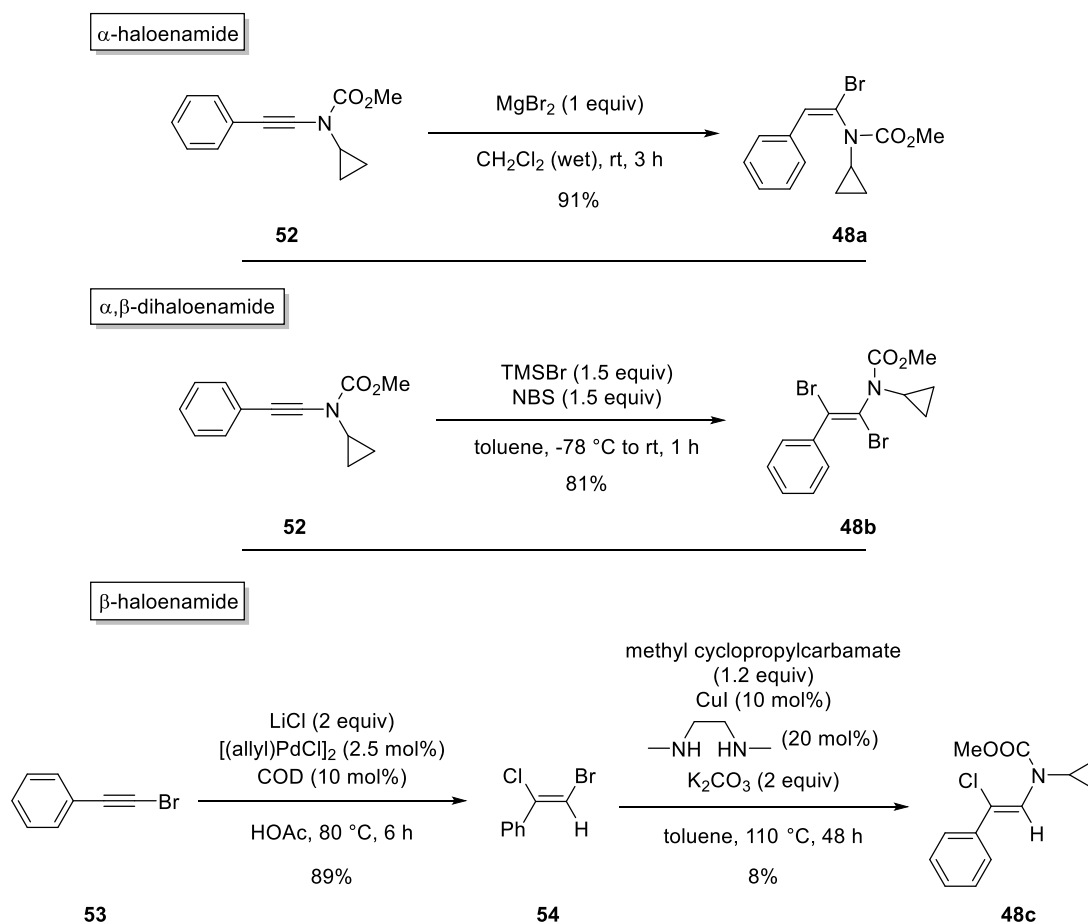 α-haloenamide
CO₂Me
N
MgBr₂ (1 equiv)
CH₂Cl₂ (wet), rt, 3 h
91%
Br
N
CO₂Me
52
48a
α,β-dihaloenamide
CO₂Me
N
TMSBr (1.5 equiv)
NBS (1.5 equiv)
toluene, -78 °C to rt, 1 h
81%
CO₂Me
Br
N
Br
52
48b
β-haloenamide
Br
LiCl (2 equiv)
[(allyl)PdCl]₂ (2.5 mol%)
COD (10 mol%)
HOAc, 80 °C, 6 h
89%
Cl
Br
Ph
H
methyl cyclopropylcarbamate
(1.2 equiv)
CuI (10 mol%)
NH HN (20 mol%)
K₂CO₃ (2 equiv)
toluene, 110 °C, 48 h
8%
MeOOC
N
Cl
H
53
54
48c